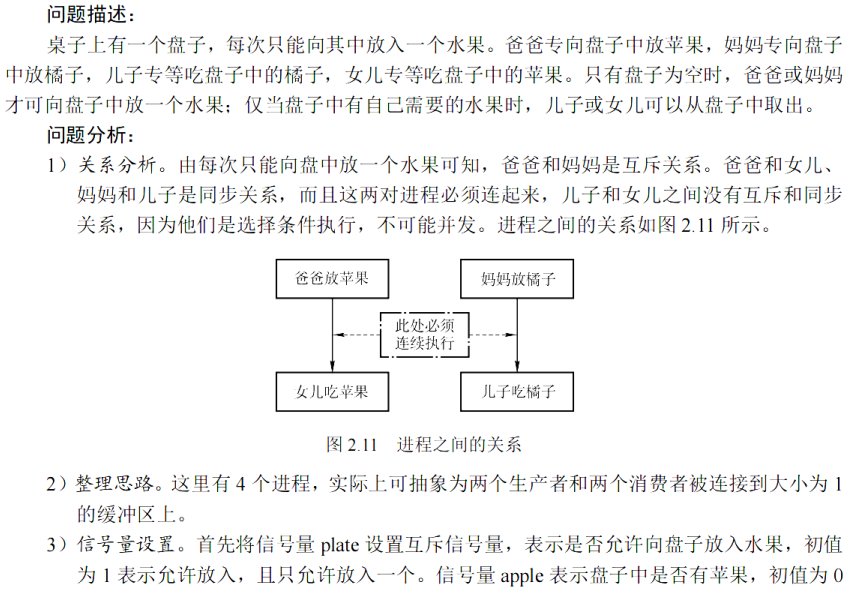 问题描述：
桌子上有一个盘子，每次只能向其中放入一个水果。爸爸专向盘子中放苹果，妈妈专向盘子
中放橘子，儿子专等吃盘子中的橘子，女儿专等吃盘子中的苹果。只有盘子为空时，爸爸或妈妈
才可向盘子中放一个水果；仅当盘子中有自己需要的水果时，儿子或女儿可以从盘子中取出。
问题分析：
1）关系分析。由每次只能向盘中放一个水果可知，爸爸和妈妈是互斥关系。爸爸和女儿、
妈妈和儿子是同步关系，而且这两对进程必须连起来，儿子和女儿之间没有互斥和同步
关系，因为他们是选择条件执行，不可能并发。进程之间的关系如图 2.11 所示。
爸爸放苹果
妈妈放橘子
此处必须
连续执行
女儿吃苹果
儿子吃橘子
图 2.11 进程之间的关系
2）整理思路。这里有 4 个进程，实际上可抽象为两个生产者和两个消费者被连接到大小为 1
的缓冲区上。
3）信号量设置。首先将信号量 plate 设置互斥信号量，表示是否允许向盘子放入水果，初值
为 1 表示允许放入，且只允许放入一个。信号量 apple 表示盘子中是否有苹果，初值为 0